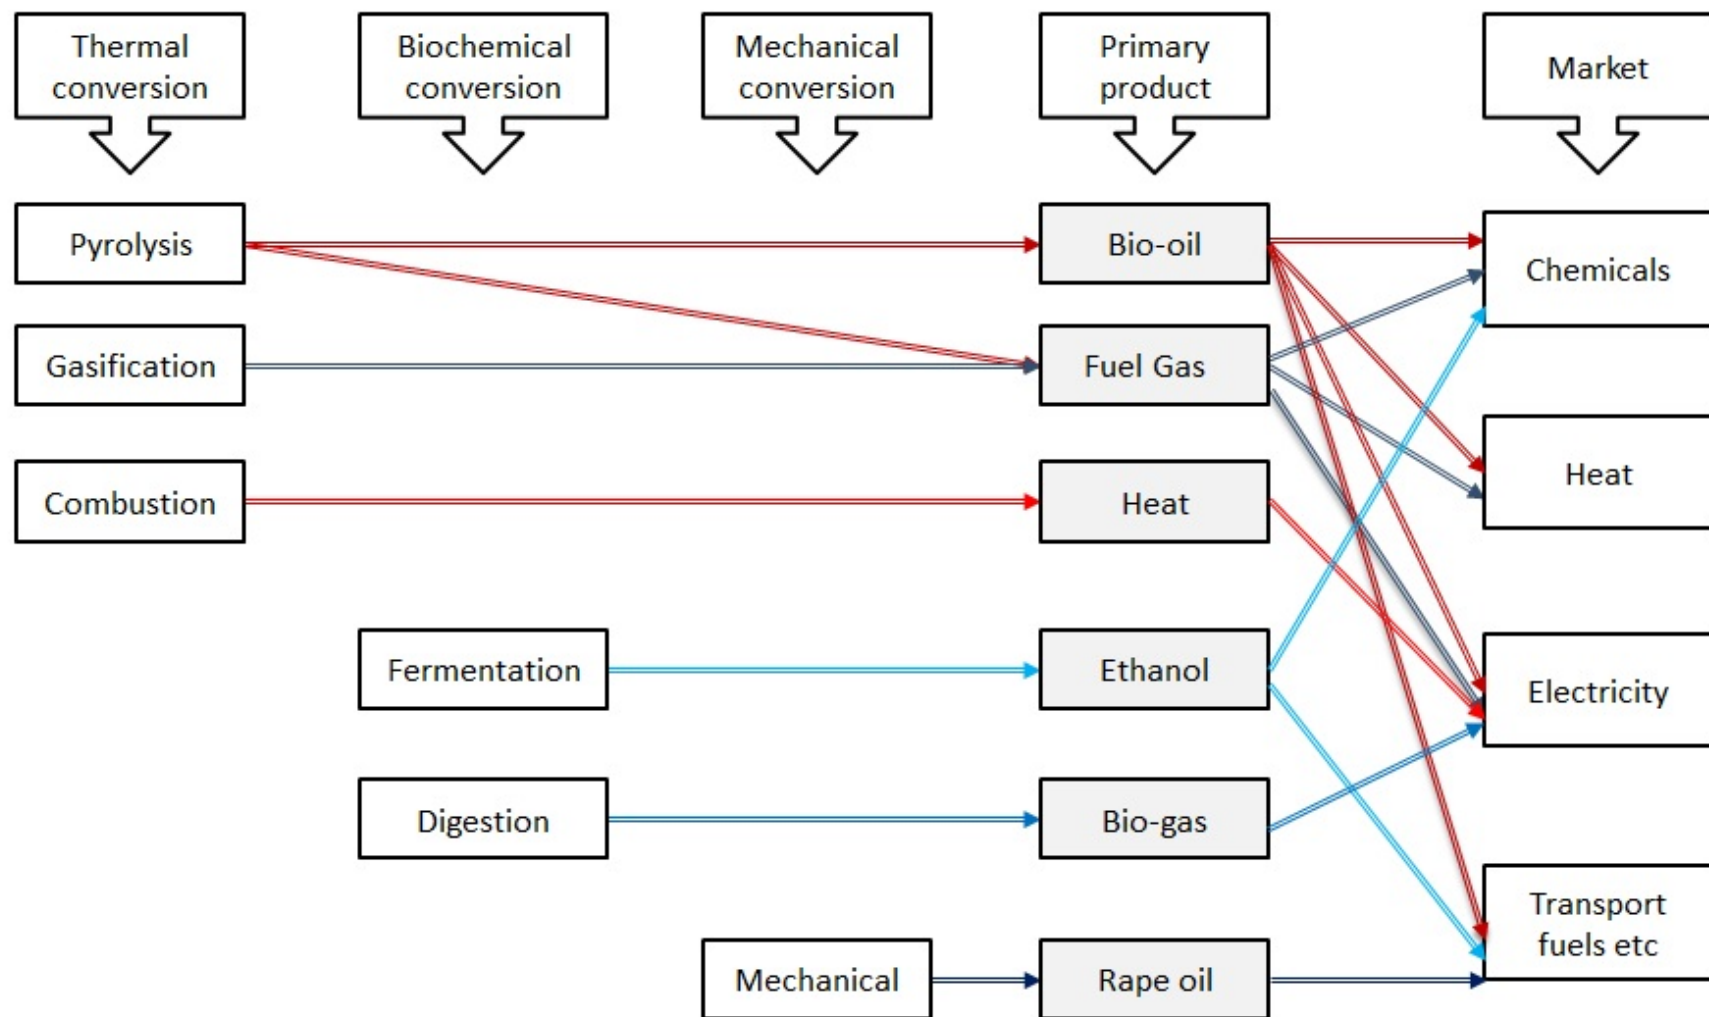 Thermal
conversion
Biochemical
conversion
Mechanical
conversion
Primary
product
Market
Pyrolysis
Bio-oil
Chemicals
Gasification
Fuel Gas
Combustion
Heat
Heat
Fermentation
Ethanol
Electricity
Digestion
Bio-gas
Transport
fuels etc
Mechanical
Rape oil